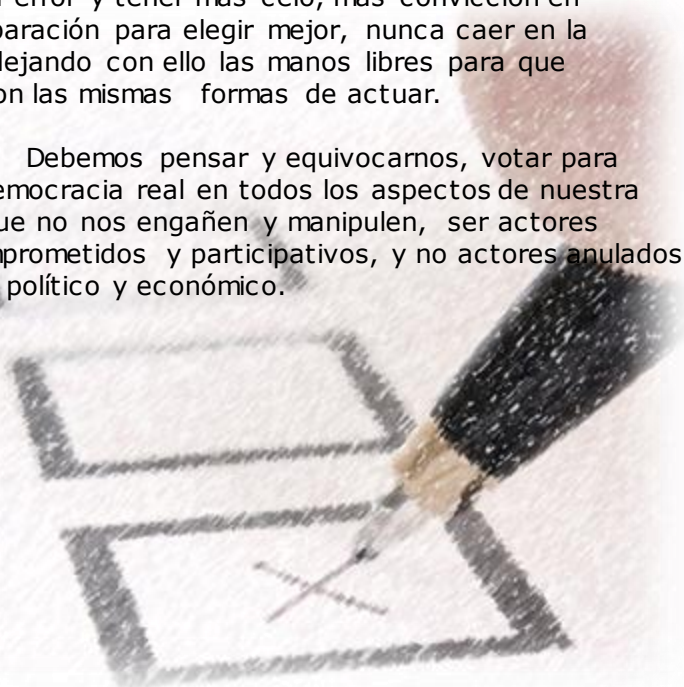 error y tener más celo, más convicción en
paración para elegir mejor, nunca caer en la
dejando con ello las manos libres para que
on las mismas formas de actuar.
Debemos pensar y equivocarnos, votar para
emocracia real en todos los aspectos de nuestra
ue no nos engañen y manipulen, ser actores
prometidos y participativos, y no actores anulados
político y económico.